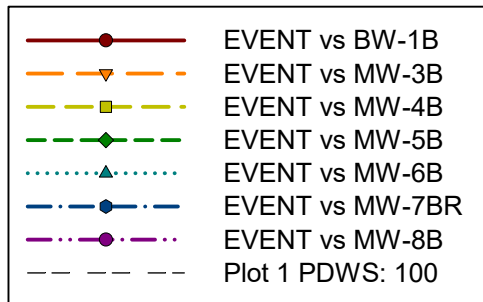 EVENT vs BW-1B
EVENT vs MW-3B
EVENT vs MW-4B
EVENT vs MW-5B
EVENT vs MW-6B
EVENT vs MW-7BR
EVENT vs MW-8B
Plot 1 PDWS: 100